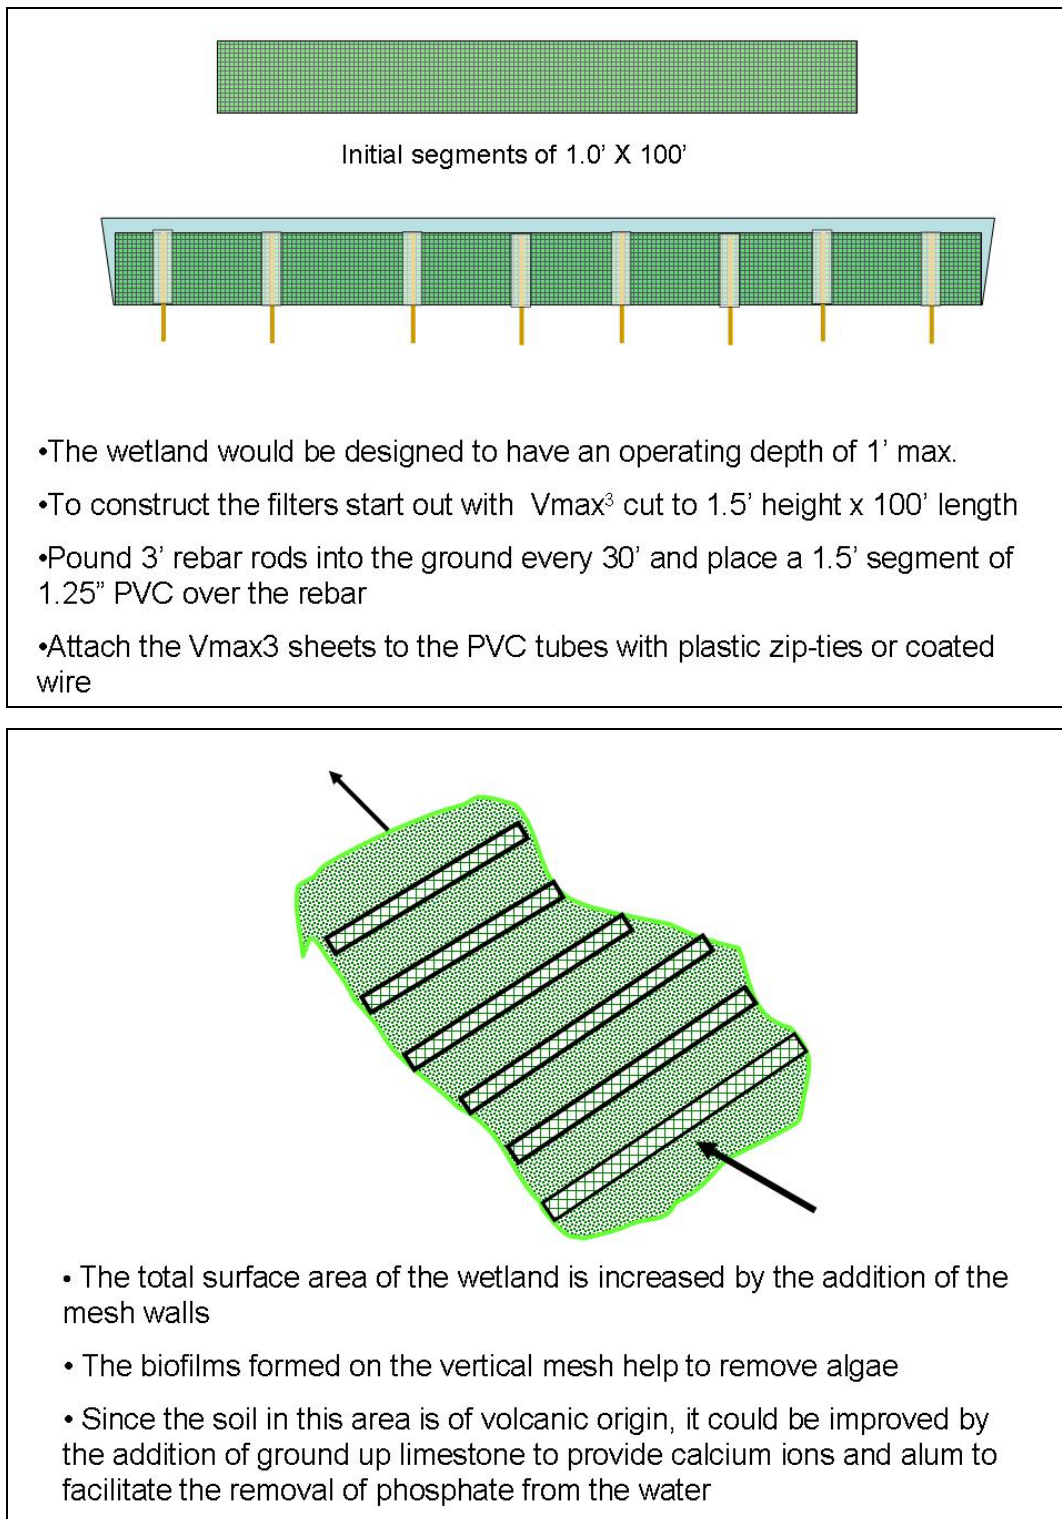 Initial segments of 1.0’ X 100’
•The wetland would be designed to have an operating depth of 1’ max.
•To construct the filters start out with Vmax³ cut to 1.5’ height x 100’ length
•Pound 3’ rebar rods into the ground every 30’ and place a 1.5’ segment of
1.25” PVC over the rebar
•Attach the Vmax3 sheets to the PVC tubes with plastic zip-ties or coated
wire
• The total surface area of the wetland is increased by the addition of the
mesh walls
• The biofilms formed on the vertical mesh help to remove algae
• Since the soil in this area is of volcanic origin, it could be improved by
the addition of ground up limestone to provide calcium ions and alum to
facilitate the removal of phosphate from the water